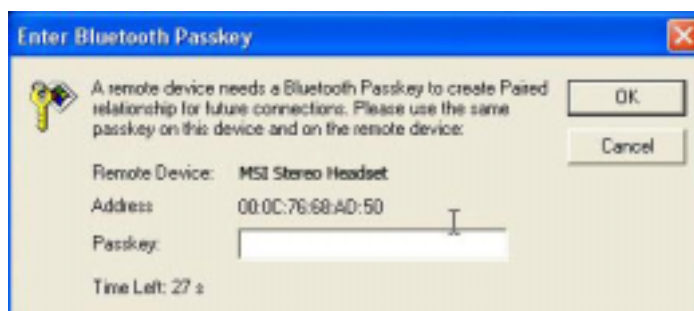 Enter Bluetooth Passkey
A remote device needs a Bluetooth Passkey to create Paired
relationship for future connections. Please use the same
passkey on this device and on the remote device:
OK
Cancel
Remote Device: MSI Stereo Headset
Address 00:0C:76:68:AD:50
Passkey:
Time Left: 27 s